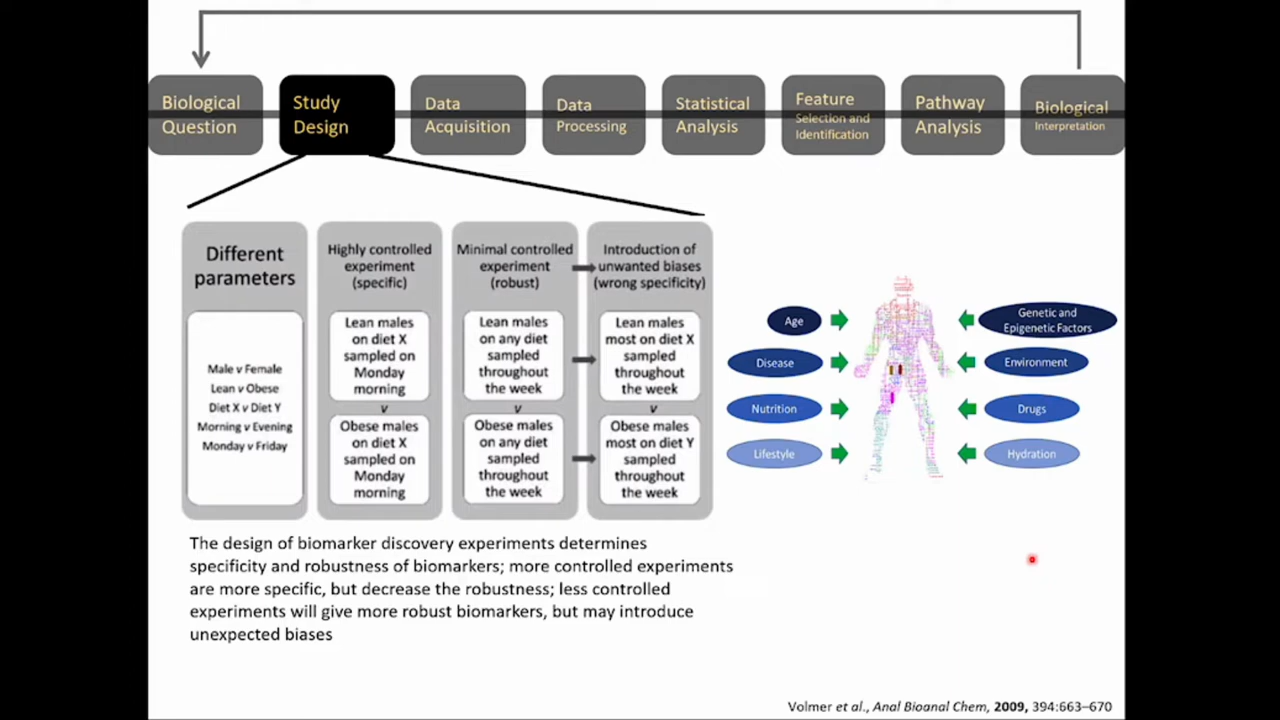 Biological
Question
Study
Design
Data
Acquisition
Data
Processing
Statistical
Analysis
Feature
Selection and
Identification
Pathway
Analysis
Biological
Interpretation
Different
parameters
Male v Female
Lean v Obese
Diet X v Diet Y
Morning v Evening
Monday v Friday
Highly controlled
experiment
(specific)
Lean males
on diet X
sampled on
Monday
morning
v
Obese males
on diet X
sampled on
Monday
morning
Minimal controlled
experiment
(robust)
Lean males
on any diet
sampled
throughout
the week
v
Obese males
on any diet
sampled
throughout
the week
Introduction of
unwanted biases
(wrong specificity)
Lean males
most on diet X
sampled
throughout
the week
v
Obese males
most on diet Y
sampled
throughout
the week
Age
Disease
Nutrition
Lifestyle
Genetic and
Epigenetic Factors
Environment
Drugs
Hydration
The design of biomarker discovery experiments determines
specificity and robustness of biomarkers; more controlled experiments
are more specific, but decrease the robustness; less controlled
experiments will give more robust biomarkers, but may introduce
unexpected biases
Volmer et al., Anal Bioanal Chem, 2009, 394:663–670